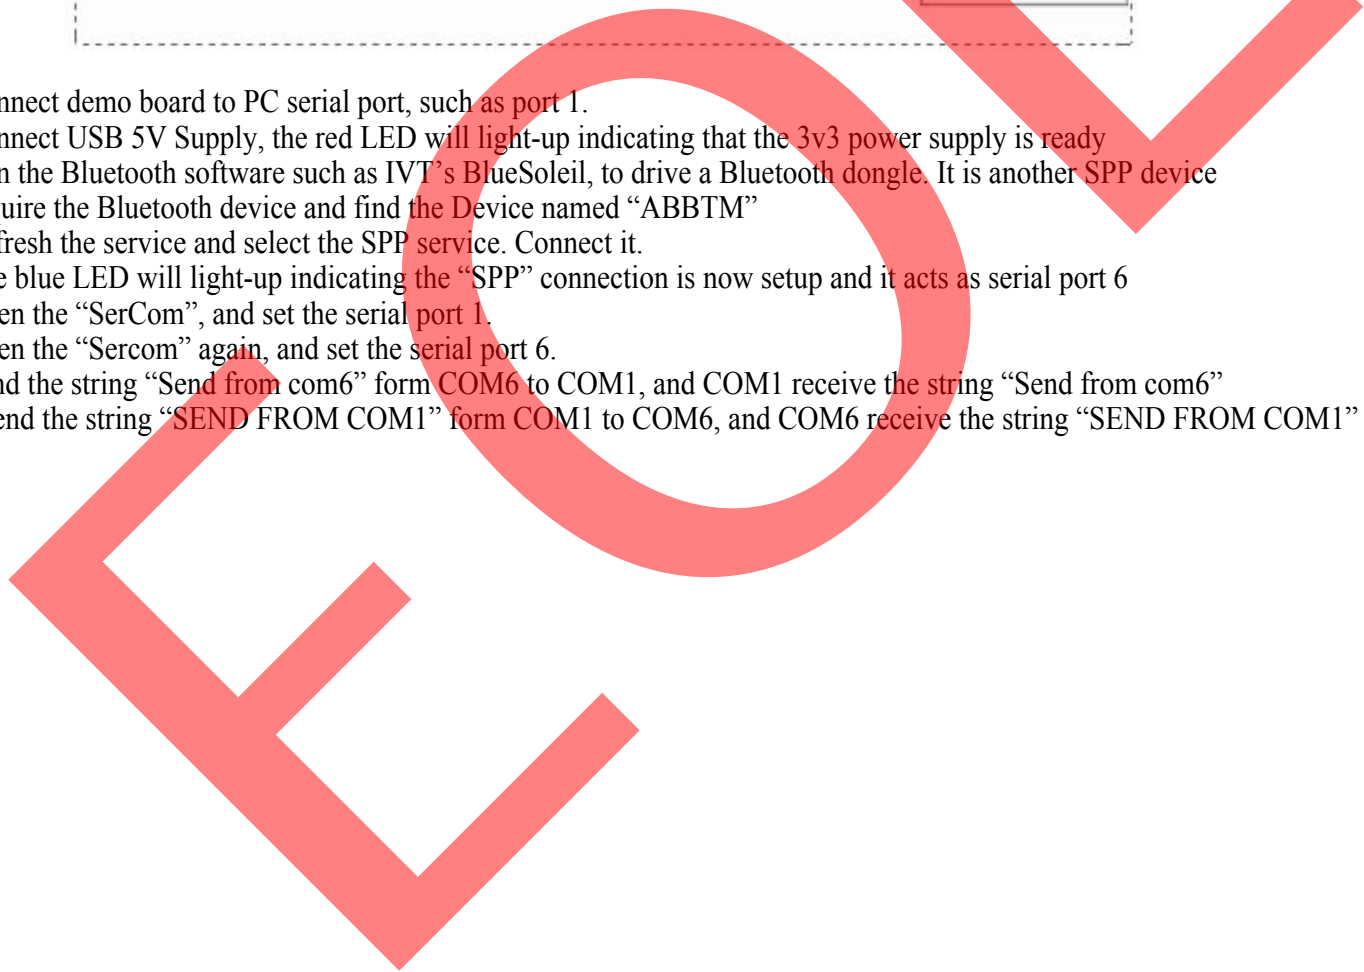 nnect demo board to PC serial port, such as port 1.
nnect USB 5V Supply, the red LED will light-up indicating that the 3v3 power supply is ready
n the Bluetooth software such as IVT’s BlueSoleil, to drive a Bluetooth dongle. It is another SPP device
uire the Bluetooth device and find the Device named “ABBTM”
fresh the service and select the SPP service. Connect it.
e blue LED will light-up indicating the “SPP” connection is now setup and it acts as serial port 6
en the “SerCom”, and set the serial port 1.
en the “Sercom” again, and set the serial port 6.
nd the string “Send from com6” form COM6 to COM1, and COM1 receive the string “Send from com6”
end the string “SEND FROM COM1” form COM1 to COM6, and COM6 receive the string “SEND FROM COM1”
EO